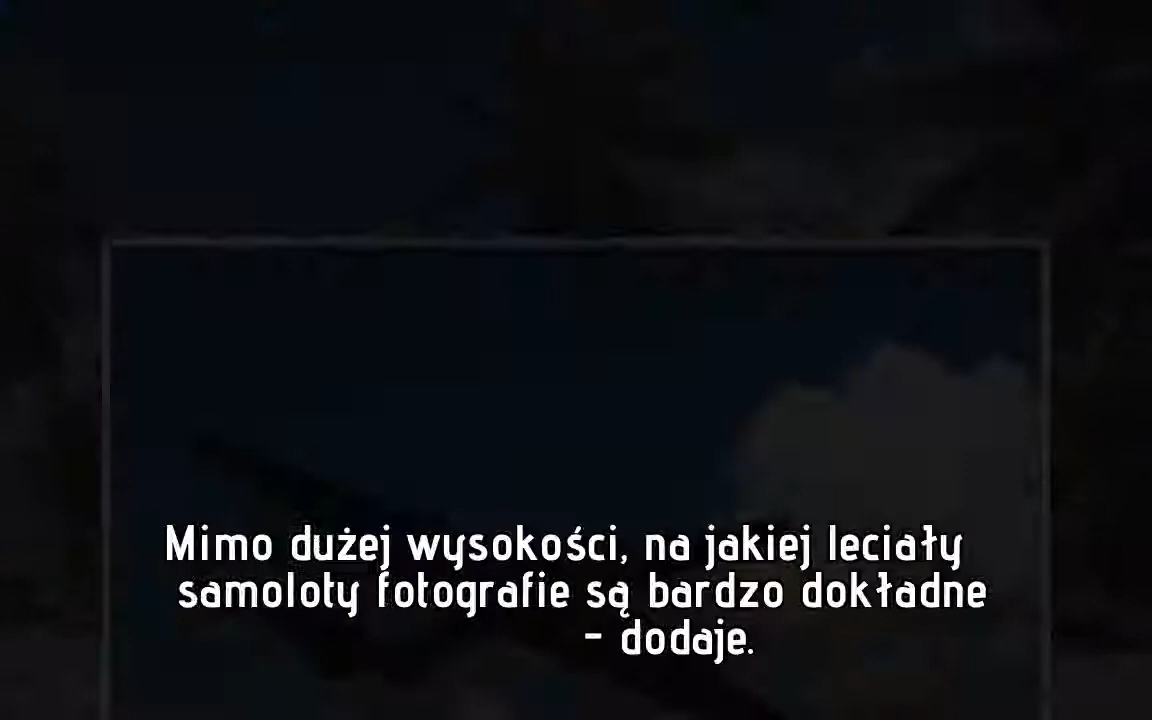 Mimo dużej wysokości, na jakiej leciały
samoloty fotografie są bardzo dokładne
- dodaje.